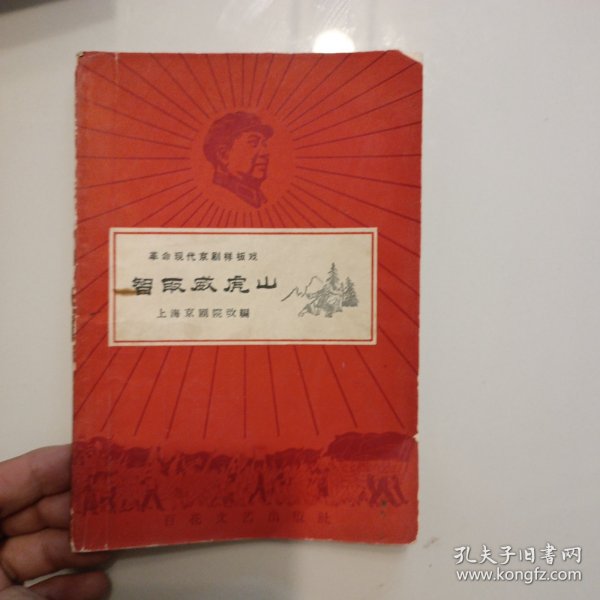 革命现代京剧样板戏
智取威虎山
上海京剧院改編
百花文艺出版社
孔夫子旧书网
www.kongfz.com